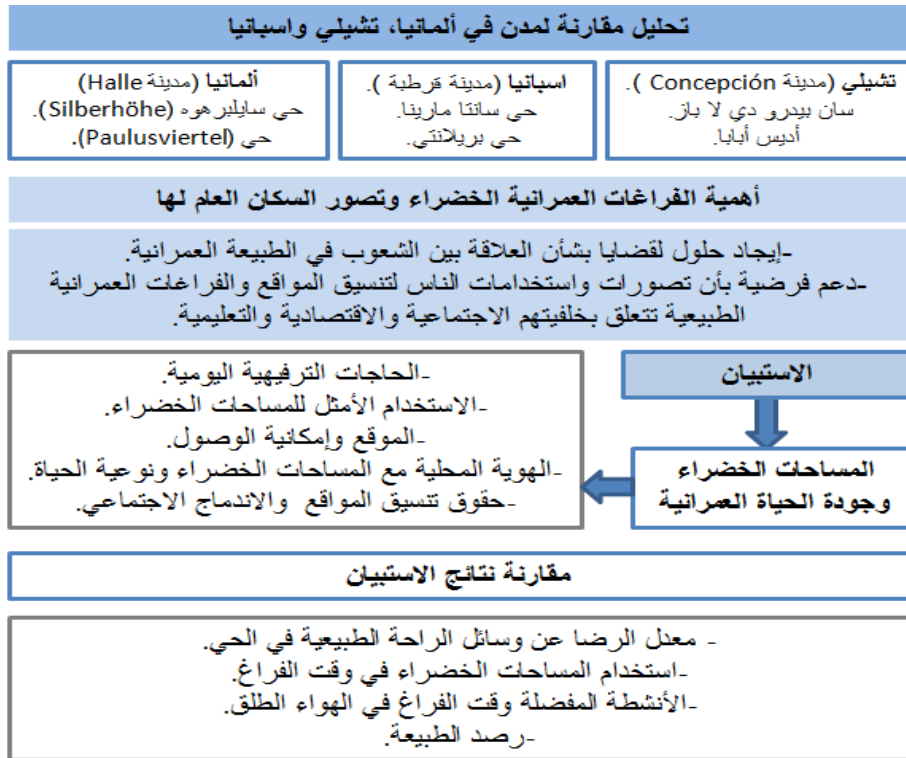 تحليل مقارنة لمدن في ألمانيا، تشيلي واسبانيا
تشيلي (مدينة Concepción ).
سان بيدرو دي لا باز.
أديس أبابا.
اسبانيا (مدينة قرطبة ).
حي سانتا مارينا.
حي بريلانتي.
ألمانيا (مدينة Halle)
حي سايلبرهوه (Silberhöhe).
حي (Paulusviertel).
أهمية الفراغات العمرانية الخضراء وتصور السكان العام لها
-إيجاد حلول لقضايا بشأن العلاقة بين الشعوب في الطبيعة العمرانية.
-دعم فرضية بأن تصورات واستخدامات الناس لتنسيق المواقع والفراغات العمرانية
الطبيعية تتعلق بخلفيتهم الاجتماعية والاقتصادية والتعليمية.
الاستبيان
المساحات الخضراء
وجودة الحياة العمرانية
-الحاجات الترفيهية اليومية.
-الاستخدام الأمثل للمساحات الخضراء.
-الموقع وإمكانية الوصول.
-الهوية المحلية مع المساحات الخضراء ونوعية الحياة.
-حقوق تنسيق المواقع والاندماج الاجتماعي.
مقارنة نتائج الاستبيان
- معدل الرضا عن وسائل الراحة الطبيعية في الحي.
-استخدام المساحات الخضراء في وقت الفراغ.
-الأنشطة المفضلة وقت الفراغ في الهواء الطلق.
-رصد الطبيعة.